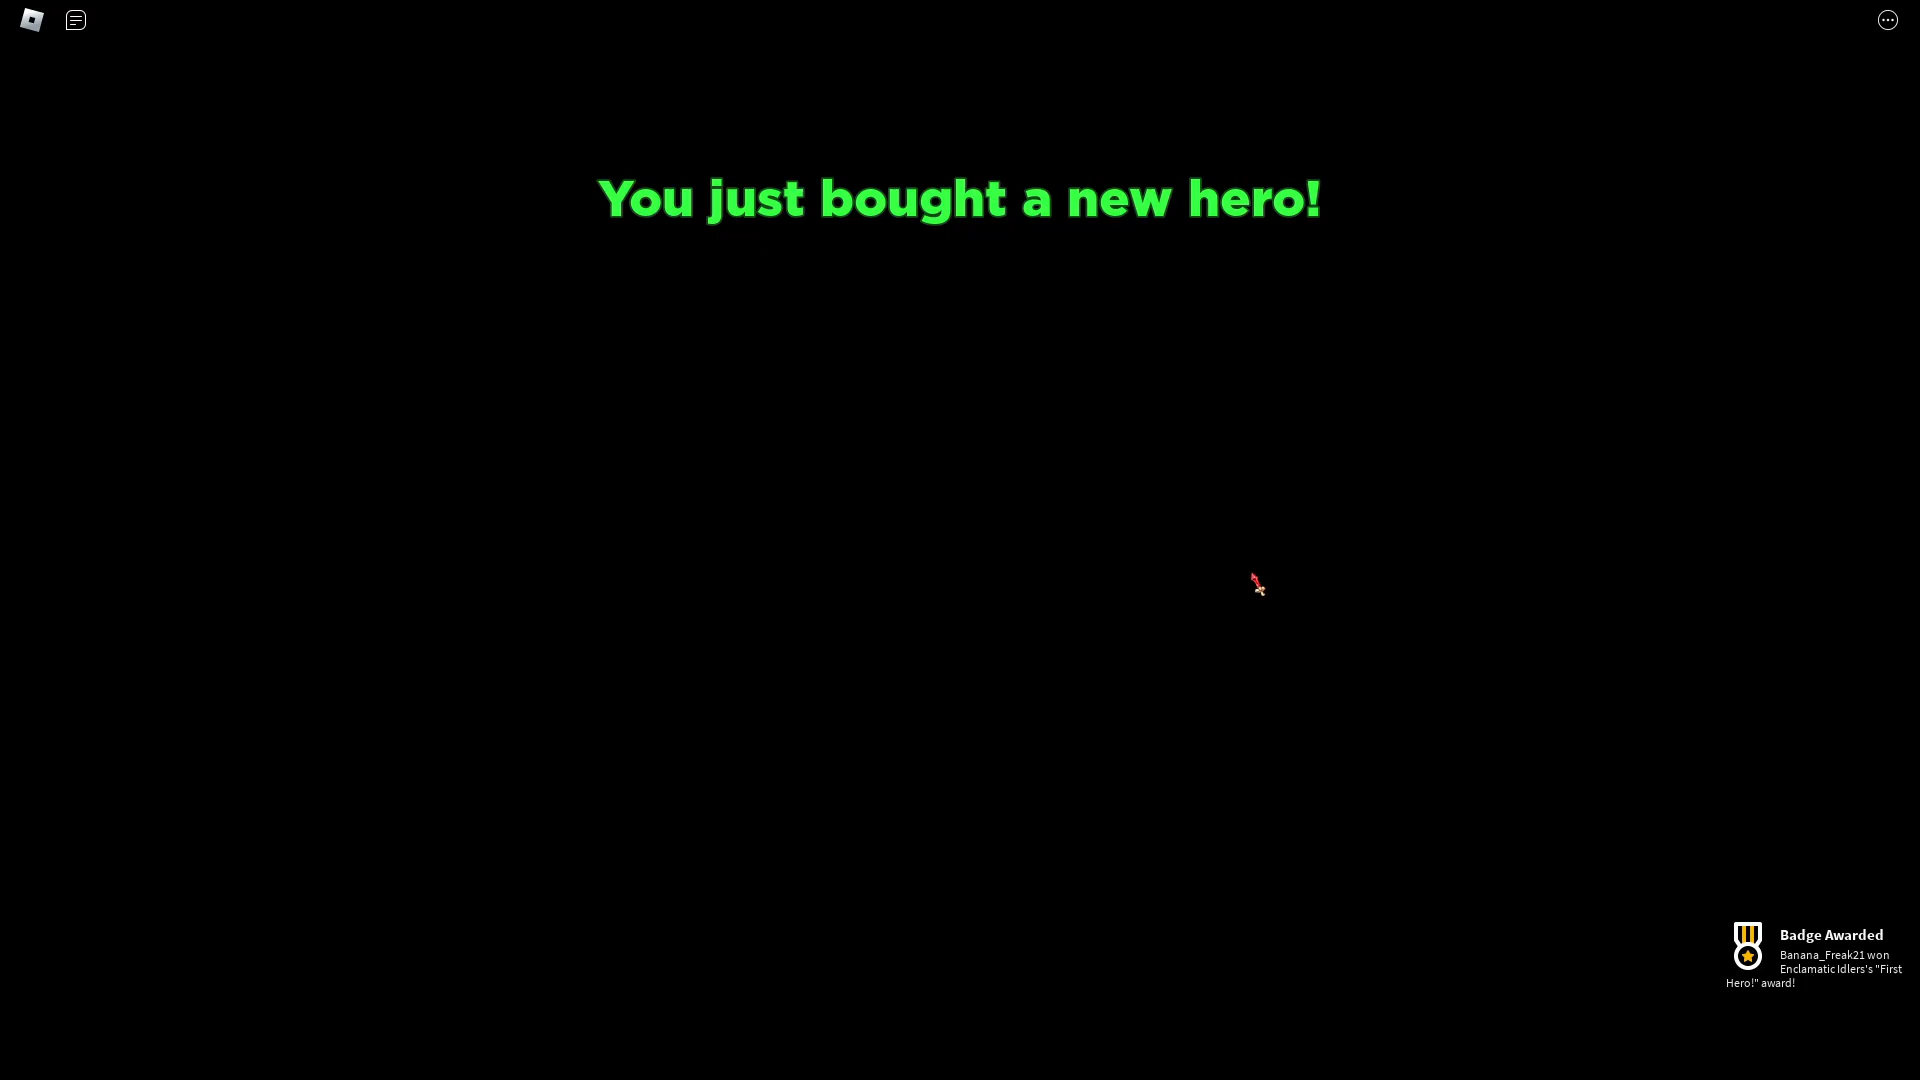 You just bought a new hero!
Badge Awarded
Banana_Freak21 won
Enclamatic Idlers's "First
Hero!" award!